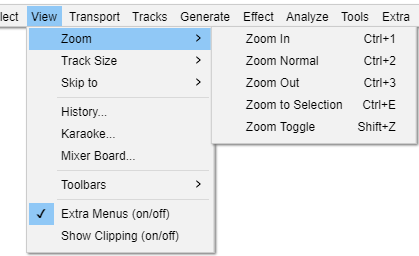 lect View Transport Tracks Generate Effect Analyze Tools Extra
Zoom >
Track Size >
Skip to >
History...
Karaoke...
Mixer Board...
Toolbars >
✓ Extra Menus (on/off)
Show Clipping (on/off)
Zoom In Ctrl+1
Zoom Normal Ctrl+2
Zoom Out Ctrl+3
Zoom to Selection Ctrl+E
Zoom Toggle Shift+Z